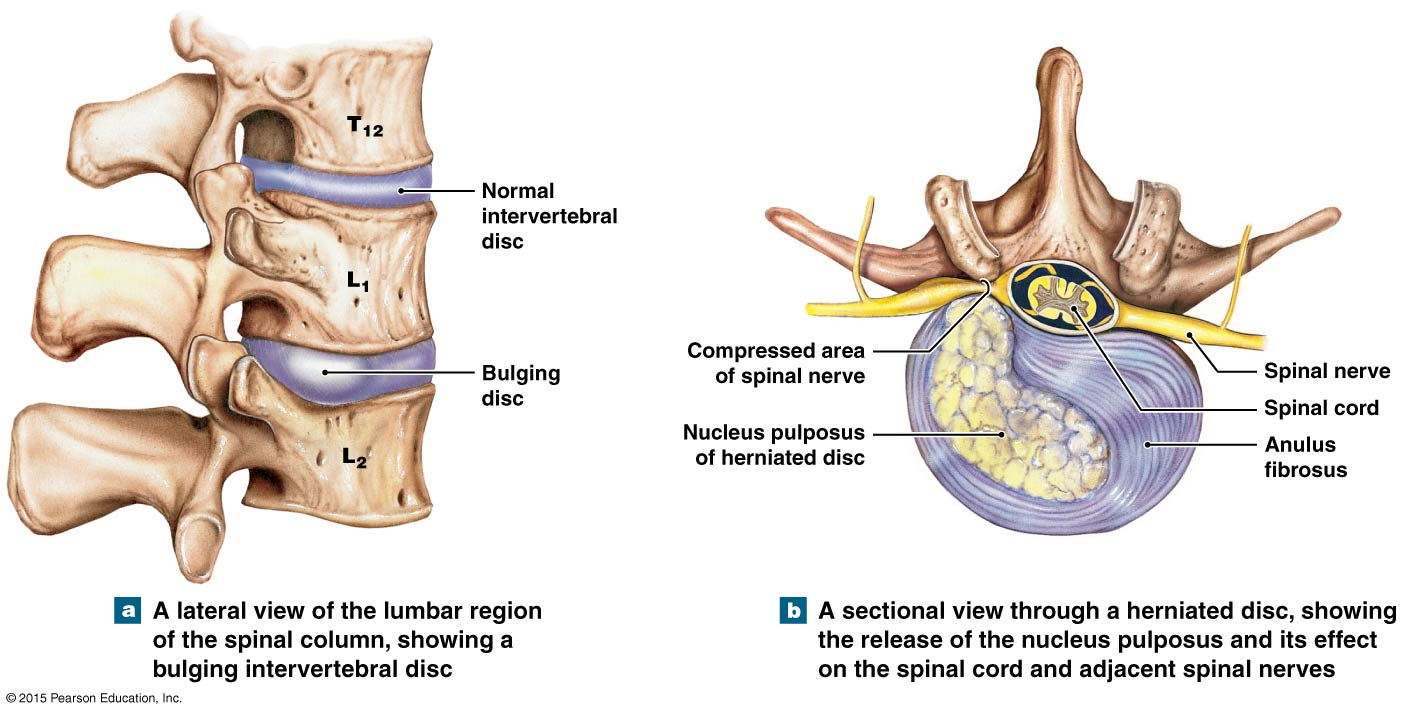 T12
Normal
intervertebral
disc
L1
Bulging
disc
L2
a A lateral view of the lumbar region
of the spinal column, showing a
bulging intervertebral disc
Compressed area
of spinal nerve
Nucleus pulposus
of herniated disc
Spinal nerve
Spinal cord
Anulus
fibrosus
b A sectional view through a herniated disc, showing
the release of the nucleus pulposus and its effect
on the spinal cord and adjacent spinal nerves
© 2015 Pearson Education, Inc.